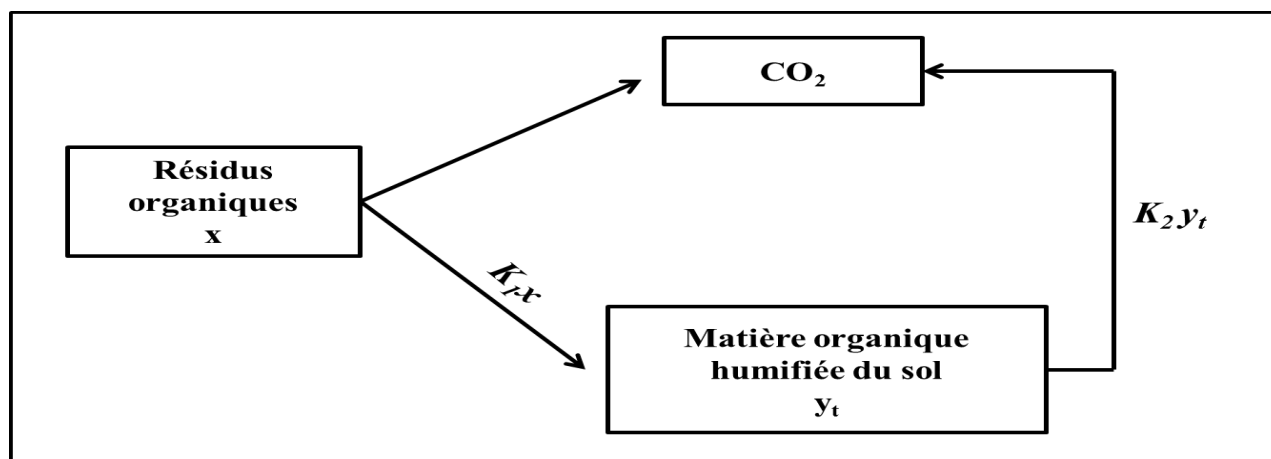 CO₂
Résidus
organiques
x
K₁x
K₂ yₜ
Matière organique
humifiée du sol
yₜ